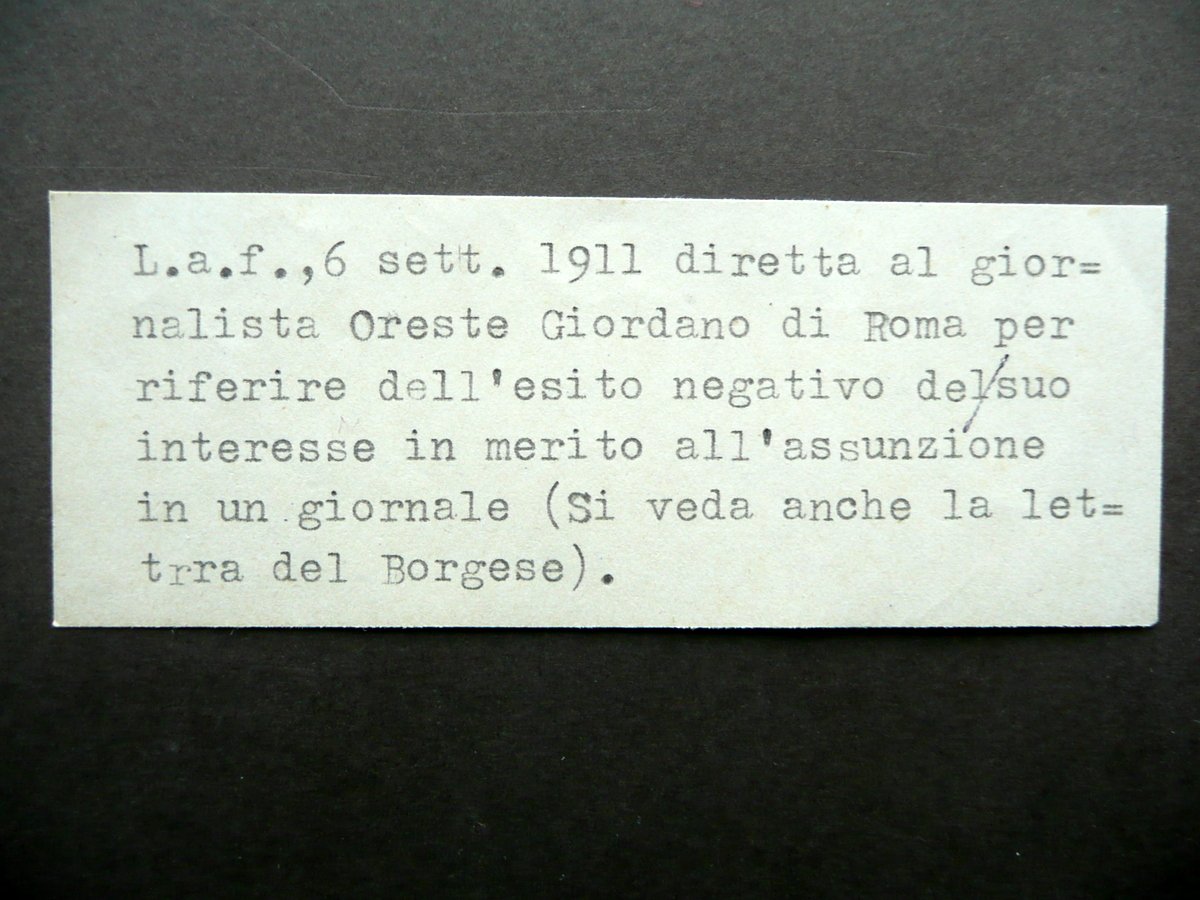 L.a.f.,6 sett. 1911 diretta al gior=
nalista Oreste Giordano di Roma per
riferire dell'esito negativo del/suo
interesse in merito all'assunzione
in un giornale (Si veda anche la let=
trra del Borgese).